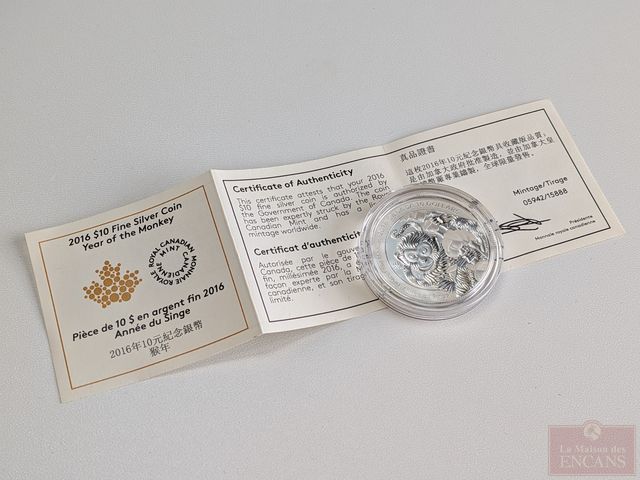 2016 $10 Fine Silver Coin
Year of the Monkey
ROYAL CANADIAN MINT
MONNAIE ROYALE CANADIENNE
Pièce de 10 $ en argent fin 2016
Année du Singe
2016年10元紀念銀幣
猴年
Certificate of Authenticity
This certificate attests that your 2016
$10 fine silver coin is authorized by
the Government of Canada. The coin
has been expertly struck by the Royal
Canadian Mint and has a
mintage worldwide.
Certificat d'authenticité
Autorisée par le
Canada, cette pièce de
fin, millésimée 2016, a
façon experte par la
canadienne, et son
limité.
真品證書
這枚2016年10元紀念銀幣具收藏版品質,
是由加拿大政府批准製造, 並由加拿大皇
鑄製, 全球限量發售。
Mintage/Tirage
05942/15888
Présidente
Monnaie royale canadienne
La Maison des
ENCANS